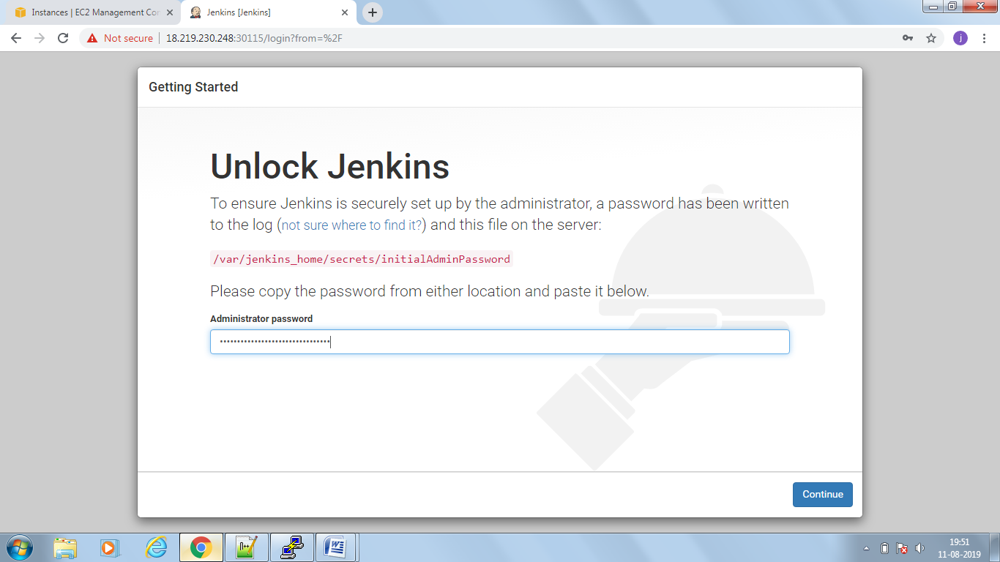 Instances | EC2 Management Con
Jenkins [Jenkins]
Not secure | 18.219.230.248:30115/login?from=%2F
j
Getting Started
Unlock Jenkins
To ensure Jenkins is securely set up by the administrator, a password has been written
to the log (not sure where to find it?) and this file on the server:
/var/jenkins_home/secrets/initialAdminPassword
Please copy the password from either location and paste it below.
Administrator password
••••••••••••••••••••••••••••••••
Continue
19:51
11-08-2019